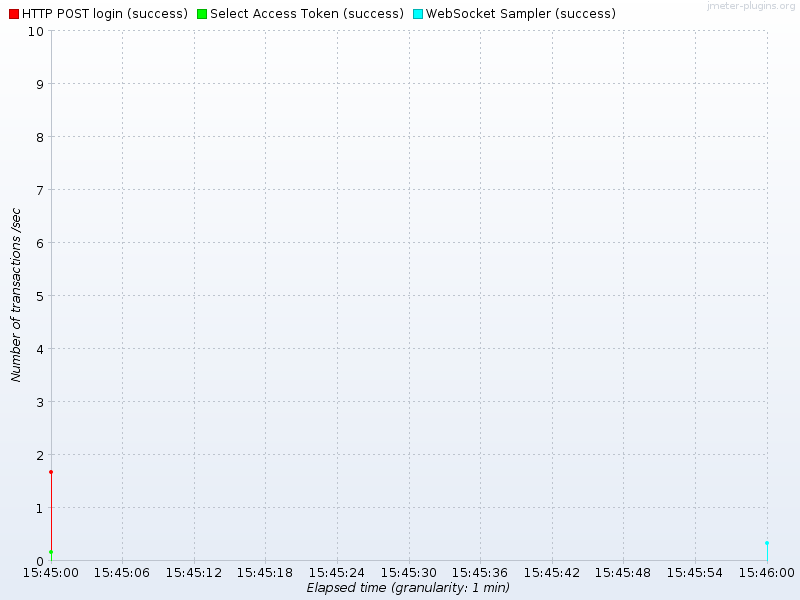 jmeter-plugins.org
HTTP POST login (success) Select Access Token (success) WebSocket Sampler (success)
10
9
8
7
6
5
4
3
2
1
0
Number of transactions /sec
15:45:00 15:45:06 15:45:12 15:45:18 15:45:24 15:45:30 15:45:36 15:45:42 15:45:48 15:45:54 15:46:00
Elapsed time (granularity: 1 min)